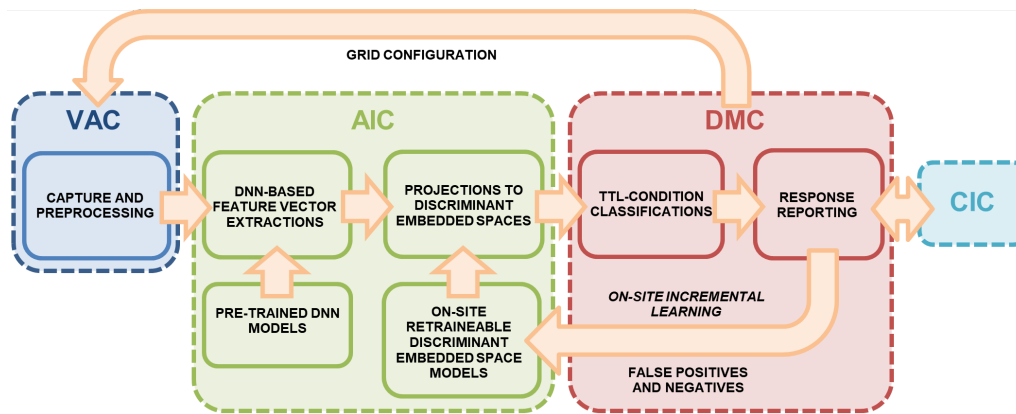 GRID CONFIGURATION
VAC
AIC
DMC
CIC
CAPTURE AND
PREPROCESSING
DNN-BASED
FEATURE VECTOR
EXTRACTIONS
PROJECTIONS TO
DISCRIMINANT
EMBEDDED SPACES
TTL-CONDITION
CLASSIFICATIONS
RESPONSE
REPORTING
PRE-TRAINED DNN
MODELS
ON-SITE
RETRAINEABLE
DISCRIMINANT
EMBEDDED SPACE
MODELS
ON-SITE INCREMENTAL
LEARNING
FALSE POSITIVES
AND NEGATIVES